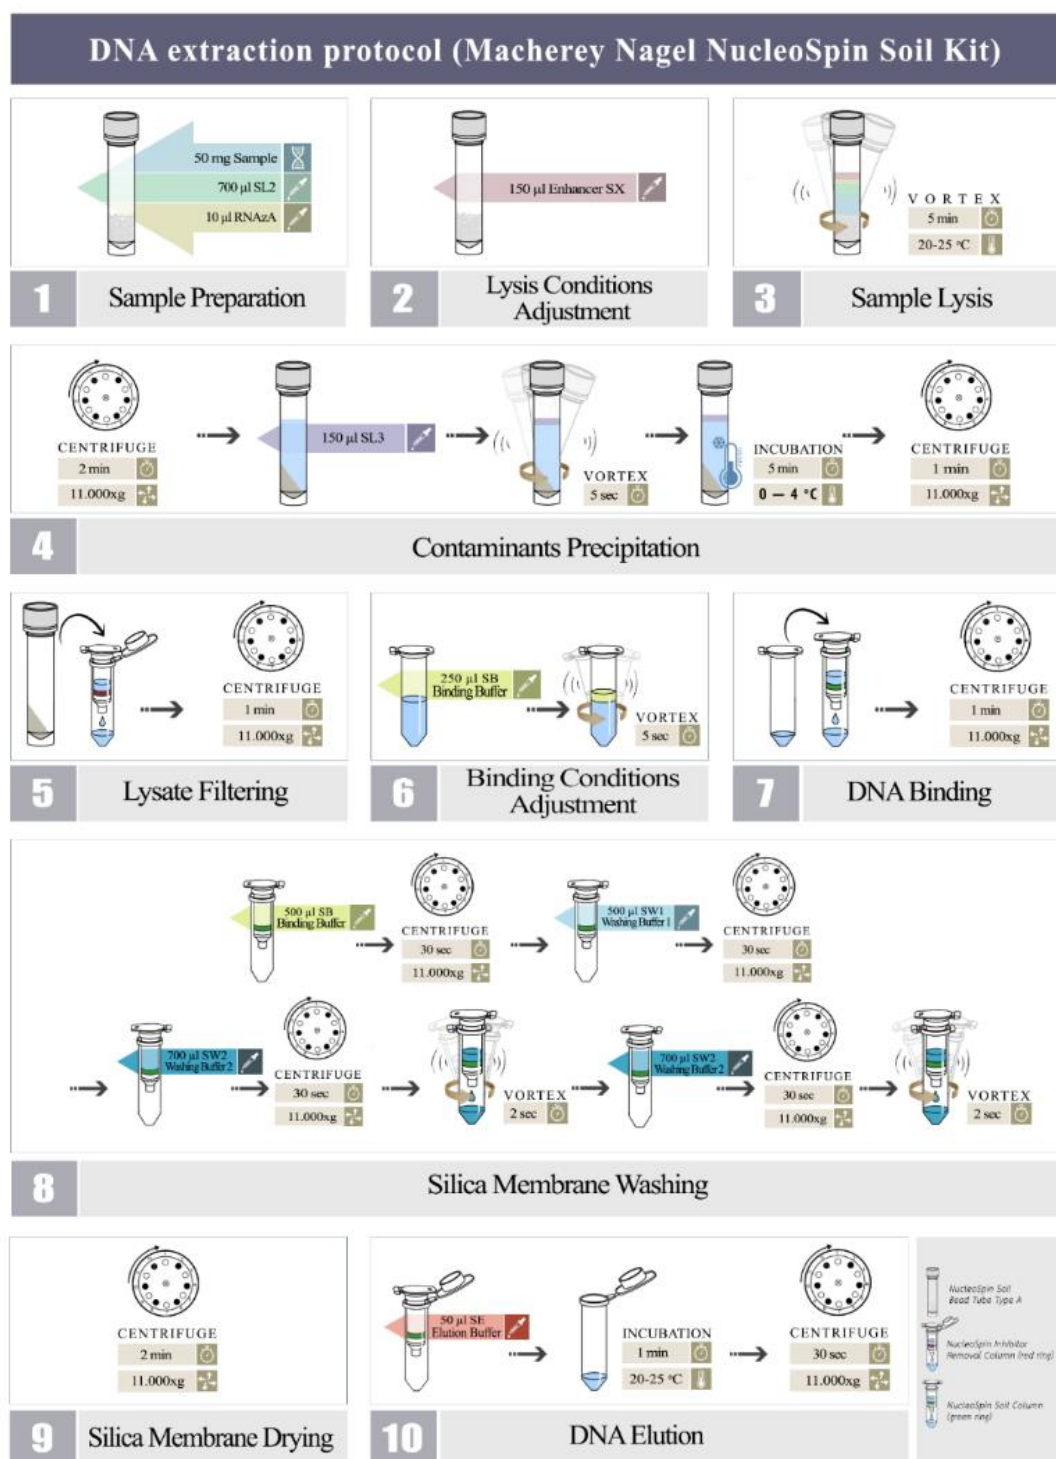 DNA extraction protocol (Macherey Nagel NucleoSpin Soil Kit)
50 mg Sample
700 µl SL2
10 µl RNAzA
1
Sample Preparation
150 µl Enhancer SX
2
Lysis Conditions
Adjustment
VORTEX
5 min
20-25 °C
3
Sample Lysis
CENTRIFUGE
2 min
11.000xg
150 µl SL3
VORTEX
5 sec
INCUBATION
5 min
0 — 4 °C
CENTRIFUGE
1 min
11.000xg
4
Contaminants Precipitation
CENTRIFUGE
1 min
11.000xg
5
Lysate Filtering
250 µl SB
Binding Buffer
VORTEX
5 sec
6
Binding Conditions
Adjustment
CENTRIFUGE
1 min
11.000xg
7
DNA Binding
500 µl SB
Binding Buffer
CENTRIFUGE
30 sec
11.000xg
500 µl SW1
Washing Buffer 1
CENTRIFUGE
30 sec
11.000xg
700 µl SW2
Washing Buffer 2
CENTRIFUGE
30 sec
11.000xg
VORTEX
2 sec
700 µl SW2
Washing Buffer 2
CENTRIFUGE
30 sec
11.000xg
VORTEX
2 sec
8
Silica Membrane Washing
CENTRIFUGE
2 min
11.000xg
9
Silica Membrane Drying
50 µl SE
Elution Buffer
INCUBATION
1 min
20-25 °C
CENTRIFUGE
30 sec
11.000xg
10
DNA Elution
NucleoSpin Soil
Bead Tube Type A
NucleoSpin Inhibitor
Removal Column (red ring)
NucleoSpin Soil Column
(green ring)